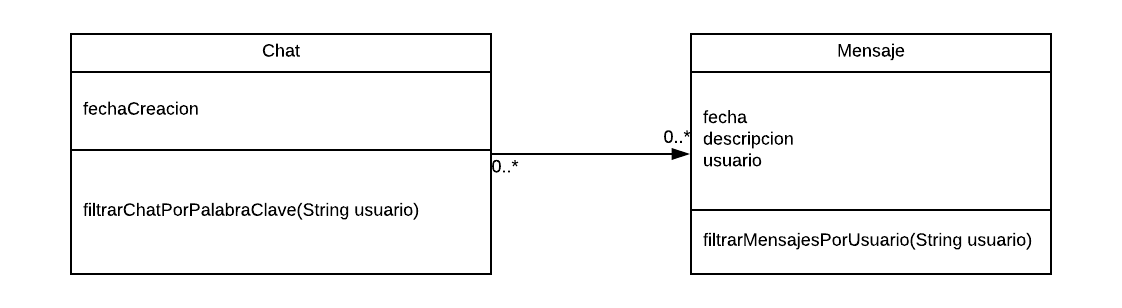 Chat
fechaCreacion
filtrarChatPorPalabraClave(String usuario)
0..*
0..*
Mensaje
fecha
descripcion
usuario
filtrarMensajesPorUsuario(String usuario)